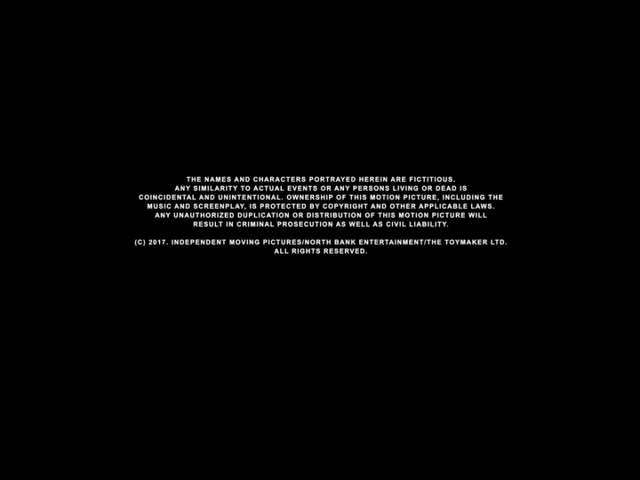 THE NAMES AND CHARACTERS PORTRAYED HEREIN ARE FICTITIOUS.
ANY SIMILARITY TO ACTUAL EVENTS OR ANY PERSONS LIVING OR DEAD IS
COINCIDENTAL AND UNINTENTIONAL. OWNERSHIP OF THIS MOTION PICTURE, INCLUDING THE
MUSIC AND SCREENPLAY, IS PROTECTED BY COPYRIGHT AND OTHER APPLICABLE LAWS.
ANY UNAUTHORIZED DUPLICATION OR DISTRIBUTION OF THIS MOTION PICTURE WILL
RESULT IN CRIMINAL PROSECUTION AS WELL AS CIVIL LIABILITY.
(C) 2017. INDEPENDENT MOVING PICTURES/NORTH BANK ENTERTAINMENT/THE TOYMAKER LTD.
ALL RIGHTS RESERVED.